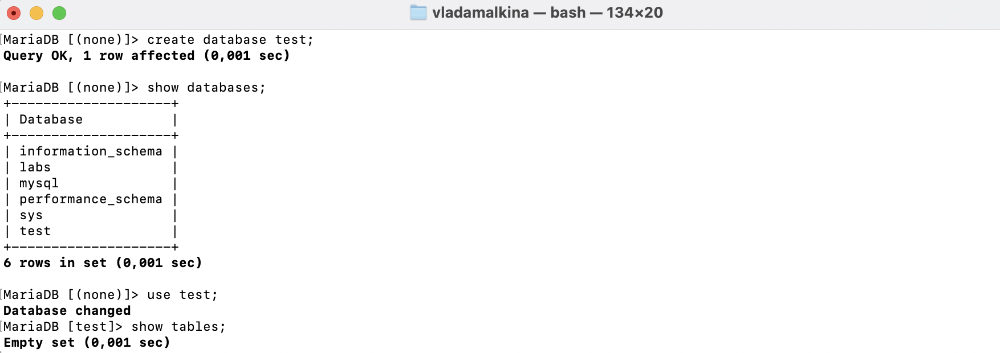 vladamalkina — bash — 134×20
MariaDB [(none)]> create database test;
Query OK, 1 row affected (0,001 sec)
MariaDB [(none)]> show databases;
+--------------------+
| Database           |
+--------------------+
| information_schema |
| labs               |
| mysql              |
| performance_schema |
| sys                |
| test               |
+--------------------+
6 rows in set (0,001 sec)
MariaDB [(none)]> use test;
Database changed
MariaDB [test]> show tables;
Empty set (0,001 sec)